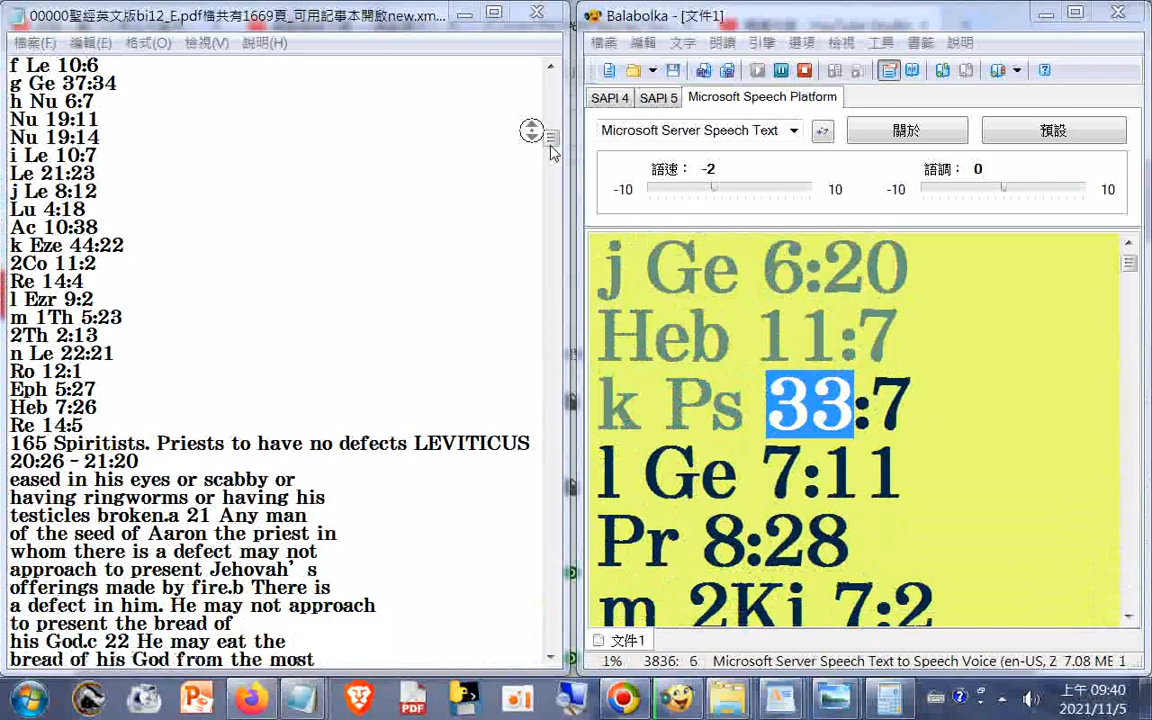 00000聖經英文版bi12_E.pdf檔共有1669頁_可用記事本開啟new.xm...
檔案(F) 編輯(E) 格式(O) 檢視(V) 說明(H)
f Le 10:6
g Ge 37:34
h Nu 6:7
Nu 19:11
Nu 19:14
i Le 10:7
Le 21:23
j Le 8:12
Lu 4:18
Ac 10:38
k Eze 44:22
2Co 11:2
Re 14:4
l Ezr 9:2
m 1Th 5:23
2Th 2:13
n Le 22:21
Ro 12:1
Eph 5:27
Heb 7:26
Re 14:5
165 Spiritists. Priests to have no defects LEVITICUS
20:26 - 21:20
eased in his eyes or scabby or
having ringworms or having his
testicles broken.a 21 Any man
of the seed of Aaron the priest in
whom there is a defect may not
approach to present Jehovah’s
offerings made by fire.b There is
a defect in him. He may not approach
to present the bread of
his God.c 22 He may eat the
bread of his God from the most
Balabolka - [文件1]
檔案 編輯 文字 朗讀 引擎 選項 檢視 工具 書籤 說明
SAPI 4 SAPI 5 Microsoft Speech Platform
Microsoft Server Speech Text 關於 預設
語速： -2 語調： 0
-10 10 -10 10
j Ge 6:20
Heb 11:7
k Ps 33:7
l Ge 7:11
Pr 8:28
m 2Ki 7:2
文件1
1% 3836: 6 Microsoft Server Speech Text to Speech Voice (en-US, Z 7.08 ME 1
PDF
上午 09:40
2021/11/5